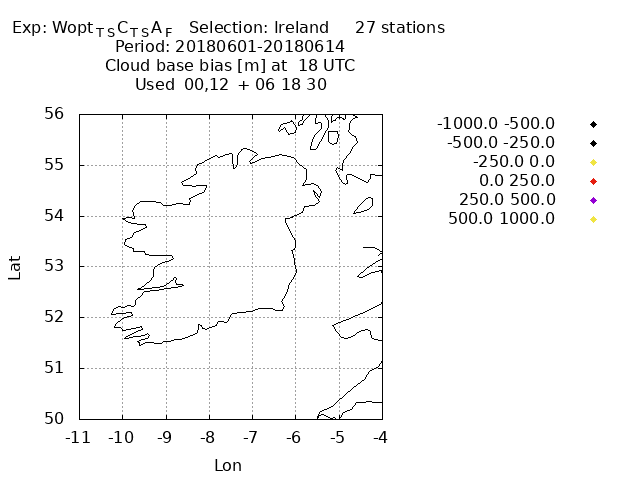 Exp: Wopt_TS C_TS A_F Selection: Ireland 27 stations
Period: 20180601-20180614
Cloud base bias [m] at 18 UTC
Used 00,12 + 06 18 30
-1000.0 -500.0
-500.0 -250.0
-250.0 0.0
0.0 250.0
250.0 500.0
500.0 1000.0
56
55
54
53
52
51
50
Lat
-11 -10 -9 -8 -7 -6 -5 -4
Lon